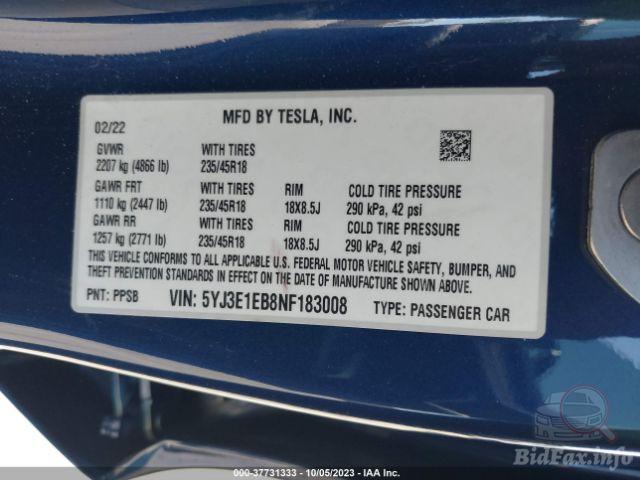 MFD BY TESLA, INC.
02/22
GVWR WITH TIRES
2207 kg (4866 lb) 235/45R18
GAWR FRT WITH TIRES RIM COLD TIRE PRESSURE
1110 kg (2447 lb) 235/45R18 18X8.5J 290 kPa, 42 psi
GAWR RR WITH TIRES RIM COLD TIRE PRESSURE
1257 kg (2771 lb) 235/45R18 18X8.5J 290 kPa, 42 psi
THIS VEHICLE CONFORMS TO ALL APPLICABLE U.S. FEDERAL MOTOR VEHICLE SAFETY, BUMPER, AND
THEFT PREVENTION STANDARDS IN EFFECT ON THE DATE OF MANUFACTURE SHOWN ABOVE.
PNT: PPSB VIN: 5YJ3E1EB8NF183008 TYPE: PASSENGER CAR
BidFax.info
000-37731333 - 10/05/2023 - IAA Inc.